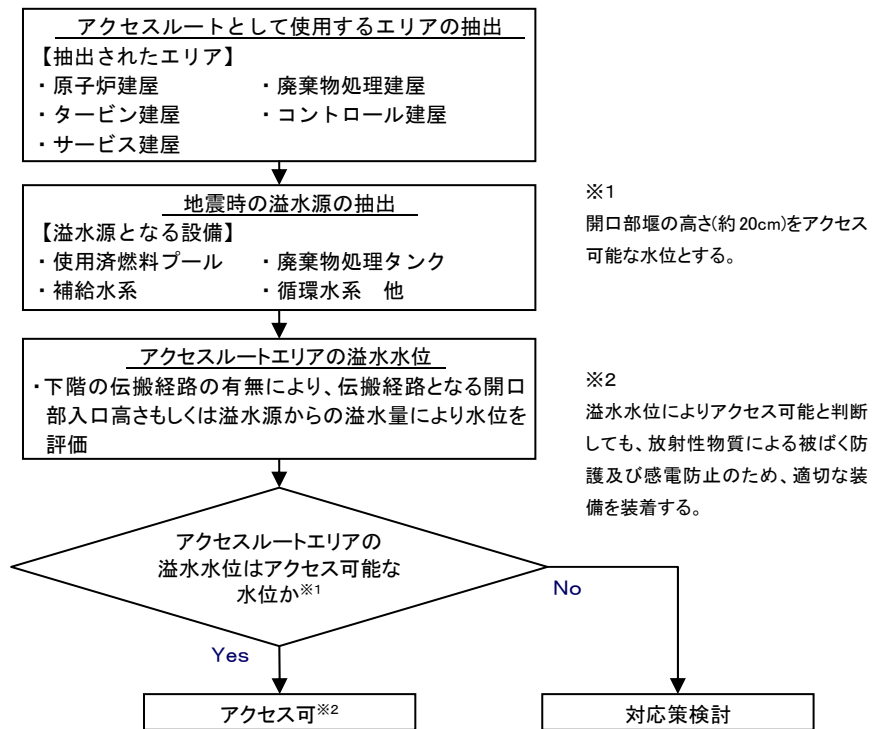 アクセスルートとして使用するエリアの抽出
【抽出されたエリア】
・原子炉建屋　　　・廃棄物処理建屋
・タービン建屋　　・コントロール建屋
・サービス建屋
地震時の溢水源の抽出
【溢水源となる設備】
・使用済燃料プール　・廃棄物処理タンク
・補給水系　　　　　・循環水系　他
※1
開口部堰の高さ(約20cm)をアクセス
可能な水位とする。
アクセスルートエリアの溢水水位
・下階の伝搬経路の有無により、伝搬経路となる開口
部入口高さもしくは溢水源からの溢水量により水位を
評価
※2
溢水水位によりアクセス可能と判断
しても、放射性物質による被ばく防
護及び感電防止のため、適切な装
備を装着する。
アクセスルートエリアの
溢水水位はアクセス可能な
水位か※1
No
Yes
アクセス可※2
対応策検討